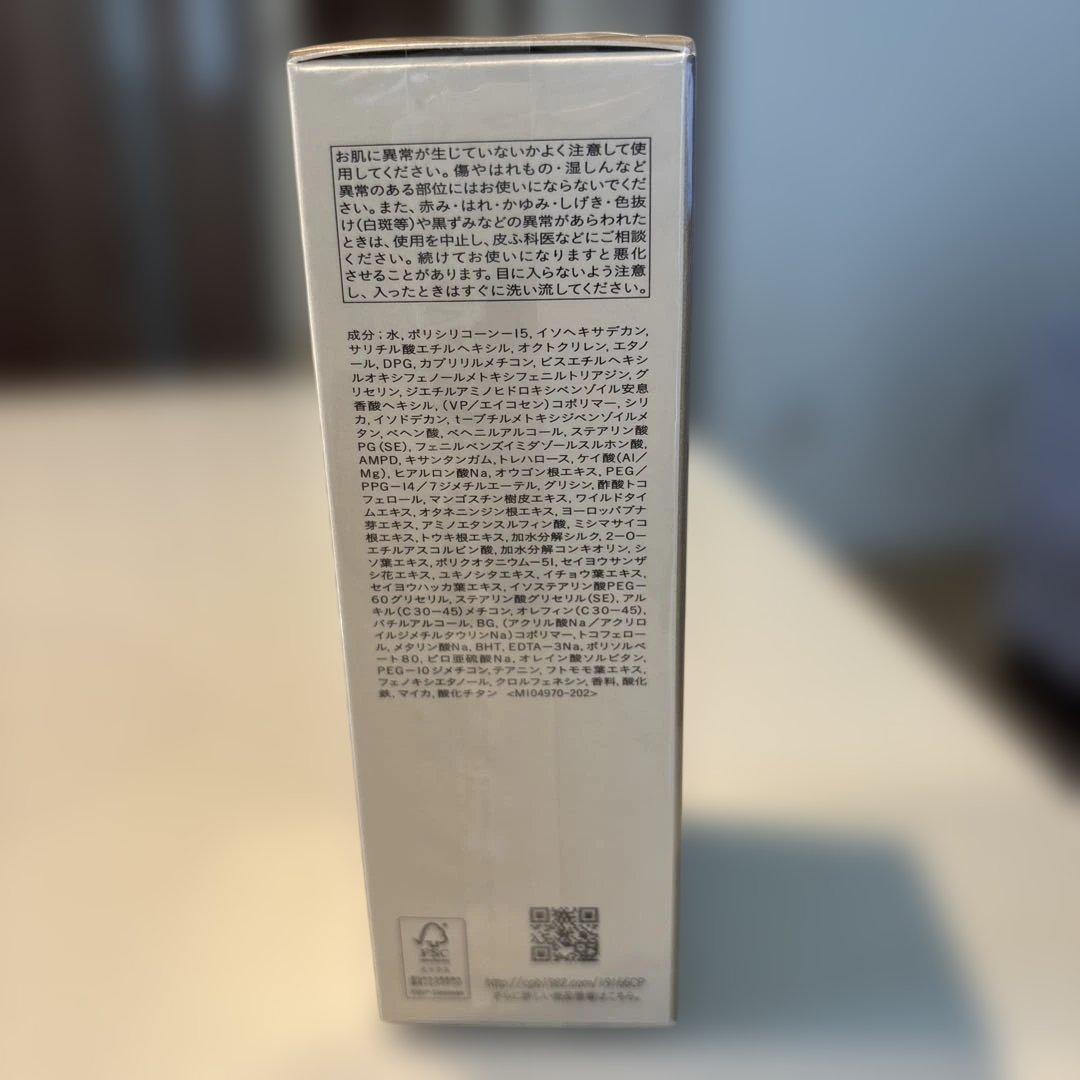 お肌に異常が生じていないかよく注意して使
用してください。傷やはれもの・湿しんなど
異常のある部位にはお使いにならないでくだ
さい。また、赤み・はれ・かゆみ・しげき・色抜
け(白斑等)や黒ずみなどの異常があらわれた
ときは、使用を中止し、皮ふ科医などにご相談
ください。続けてお使いになりますと悪化
させることがあります。目に入らないよう注意
し、入ったときはすぐに洗い流してください。
成分；水, ポリシリコーン－15, イソヘキサデカン,
サリチル酸エチルヘキシル, オクトクリレン, エタノ
ール, DPG, カプリリルメチコン, ビスエチルヘキシ
ルオキシフェノールメトキシフェニルトリアジン, グ
リセリン, ジエチルアミノヒドロキシベンゾイル安息
香酸ヘキシル, (VP／エイコセン)コポリマー, シリ
カ, イソドデカン, t－ブチルメトキシジベンゾイルメ
タン, ベヘン酸, ベヘニルアルコール, ステアリン酸
PG(SE), フェニルベンズイミダゾールスルホン酸,
AMPD, キサンタンガム, トレハロース, ケイ酸(Al／
Mg), ヒアルロン酸Na, オウゴン根エキス, PEG／
PPG－14／7ジメチルエーテル, グリシン, 酢酸トコ
フェロール, マンゴスチン樹皮エキス, ワイルドタイ
ムエキス, オタネニンジン根エキス, ヨーロッパブナ
芽エキス, アミノエタンスルフィン酸, ミシマサイコ
根エキス, トウキ根エキス, 加水分解シルク, 2－O－
エチルアスコルビン酸, 加水分解コンキオリン, シ
ソ葉エキス, ポリクオタニウム－51, セイヨウサンザ
シ花エキス, ユキノシタエキス, イチョウ葉エキス,
セイヨウハッカ葉エキス, イソステアリン酸PEG－
60グリセリル, ステアリン酸グリセリル(SE), アル
キル(C30－45)メチコン, オレフィン(C30－45),
バチルアルコール, BG, (アクリル酸Na／アクリロ
イルジメチルタウリンNa)コポリマー, トコフェロー
ル, メタリン酸Na, BHT, EDTA－3Na, ポリソルベ
ート80, ピロ亜硫酸Na, オレイン酸ソルビタン,
PEG－10ジメチコン, テアニン, フトモモ葉エキス,
フェノキシエタノール, クロルフェネシン, 香料, 酸化
鉄, マイカ, 酸化チタン <M104970-202>
FSC